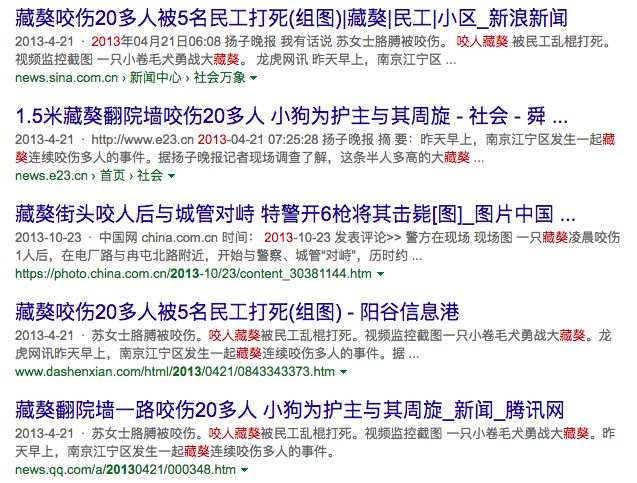 藏獒咬伤20多人被5名民工打死(组图)|藏獒|民工|小区_新浪新闻
2013-4-21 · 2013年04月21日06:08 扬子晚报 我有话说 苏女士胳膊被咬伤。 咬人藏獒 被民工乱棍打死。
视频监控截图 一只小卷毛犬勇战大藏獒。 龙虎网讯 昨天早上，南京江宁区 ...
news.sina.com.cn › 新闻中心 › 社会万象
1.5米藏獒翻院墙咬伤20多人 小狗为护主与其周旋 - 社会 - 舜 ...
2013-4-21 · http://www.e23.cn 2013-04-21 07:25:28 扬子晚报 摘 要：昨天早上，南京江宁区发生一起藏
獒连续咬伤多人的事件。据扬子晚报记者现场调查了解，这条半人多高的大藏獒 ...
news.e23.cn › 首页 › 社会
藏獒街头咬人后与城管对峙 特警开6枪将其击毙[图]_图片中国 ...
2013-10-23 · 中国网 china.com.cn 时间： 2013-10-23 发表评论>> 警方在现场 现场图 一只藏獒凌晨咬伤
1人后，在电厂路与冉屯北路附近，开始与警察、城管“对峙”，历时约 ...
https://photo.china.com.cn/2013-10/23/content_30381144.htm
藏獒咬伤20多人被5名民工打死(组图) - 阳谷信息港
2013-4-21 · 苏女士胳膊被咬伤。咬人藏獒被民工乱棍打死。视频监控截图一只小卷毛犬勇战大藏獒。龙
虎网讯昨天早上，南京江宁区发生一起藏獒连续咬伤多人的事件。据 ...
www.dashenxian.com/html/2013/0421/0843343373.htm
藏獒翻院墙一路咬伤20多人 小狗为护主与其周旋_新闻_腾讯网
2013-4-21 · 苏女士胳膊被咬伤。咬人藏獒被民工乱棍打死。视频监控截图 一只小卷毛犬勇战大藏獒。昨
天早上，南京江宁区发生一起藏獒连续咬伤多人的事件。
news.qq.com/a/20130421/000348.htm